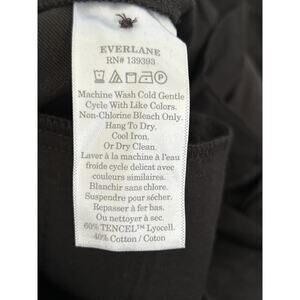 EVERLANE
RN# 139393
Machine Wash Cold Gentle
Cycle With Like Colors.
Non-Chlorine Bleach Only.
Hang To Dry.
Cool Iron.
Or Dry Clean.
Laver à la machine à l'eau
froide cycle délicat avec
couleurs similaires.
Blanchir sans chlore.
Suspendre pour sécher.
Repasser à fer bas.
Ou nettoyer à sec.
60% TENCEL™ Lyocell.
40% Cotton / Coton